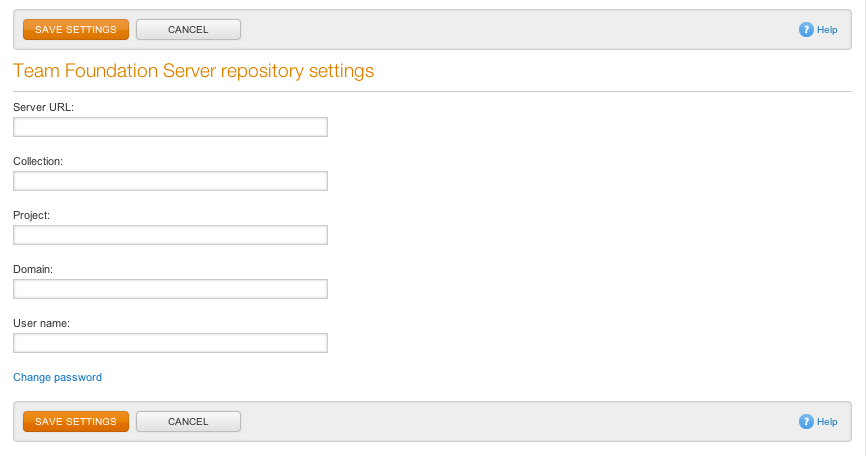 SAVE SETTINGS CANCEL ? Help
Team Foundation Server repository settings
Server URL:
Collection:
Project:
Domain:
User name:
Change password
SAVE SETTINGS CANCEL ? Help